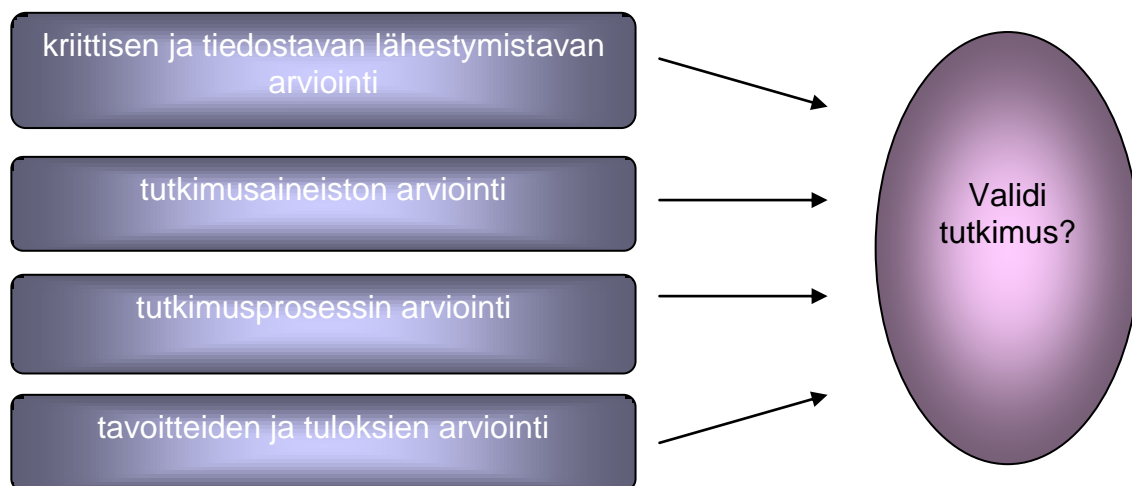 kriittisen ja tiedostavan lähestymistavan
arviointi
tutkimusaineiston arviointi
Validi
tutkimus?
tutkimusprosessin arviointi
tavoitteiden ja tuloksien arviointi